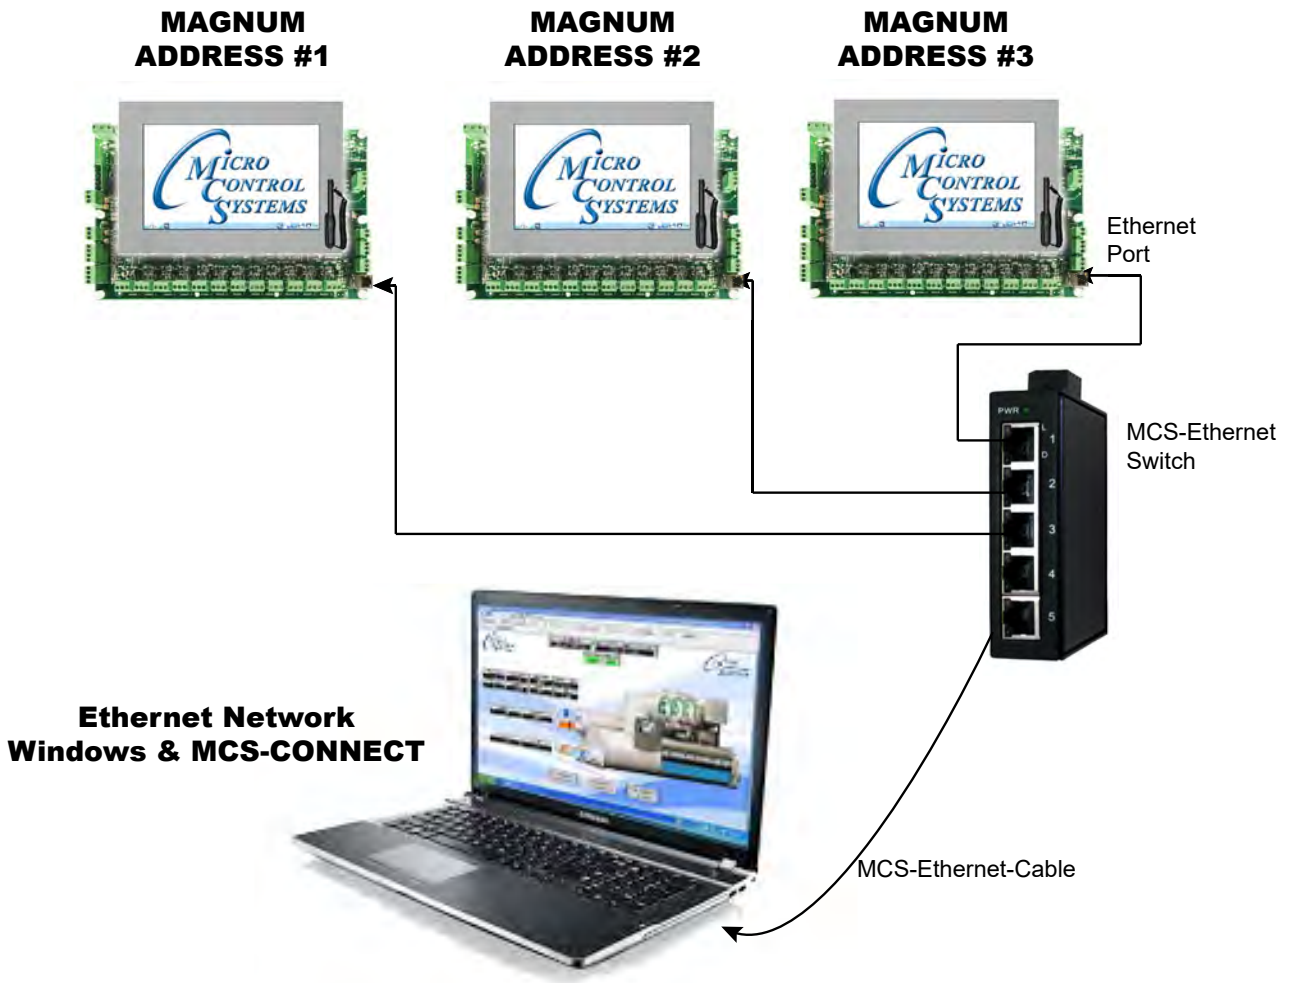 MAGNUM
ADDRESS #1
MAGNUM
ADDRESS #2
MAGNUM
ADDRESS #3
MICRO
CONTROL
SYSTEMS
MICRO
CONTROL
SYSTEMS
MICRO
CONTROL
SYSTEMS
Ethernet
Port
PWR
L
1
D
2
3
4
5
MCS-Ethernet
Switch
Ethernet Network
Windows & MCS-CONNECT
SAMSUNG
MCS-Ethernet-Cable